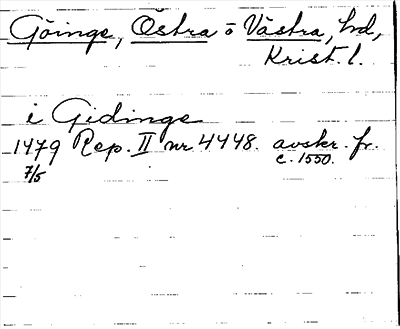 Göinge, Östra o Västra, hd,
Krist. l.
i Gidinge
1479 Rep. II nr 4448. avskr. fr.
7/5 c. 1550.